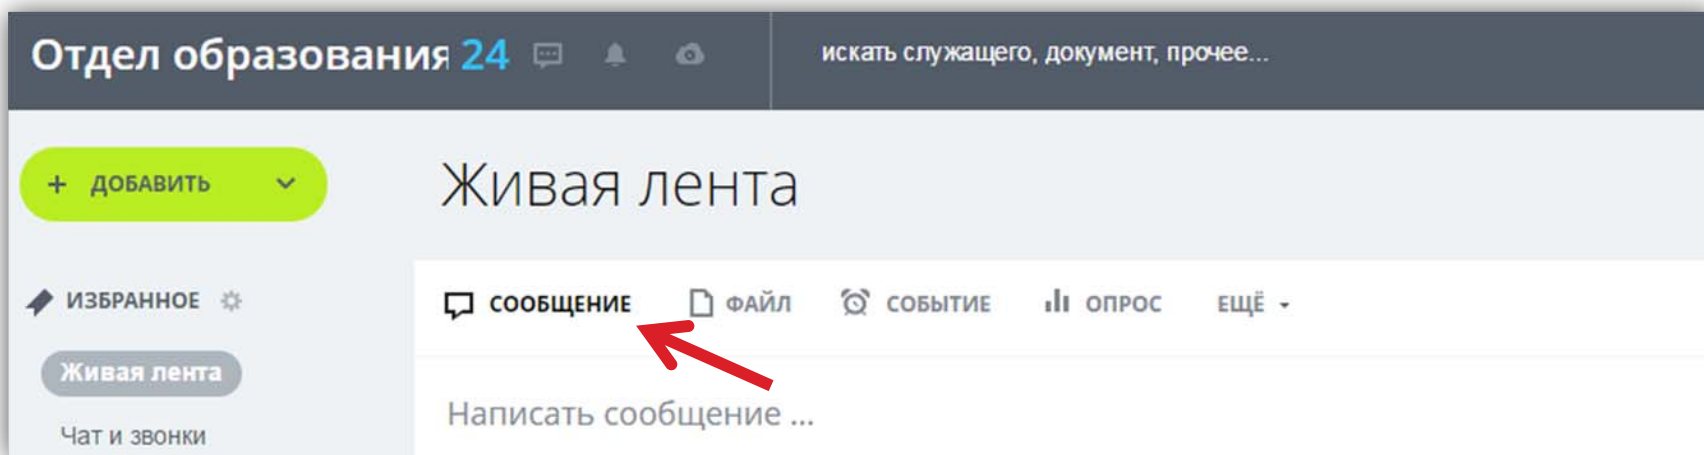 Отдел образования 24
искать служащего, документ, прочее...
+ ДОБАВИТЬ
Живая лента
ИЗБРАННОЕ
СООБЩЕНИЕ ФАЙЛ СОБЫТИЕ ОПРОС ЕЩЁ
Живая лента
Написать сообщение ...
Чат и звонки